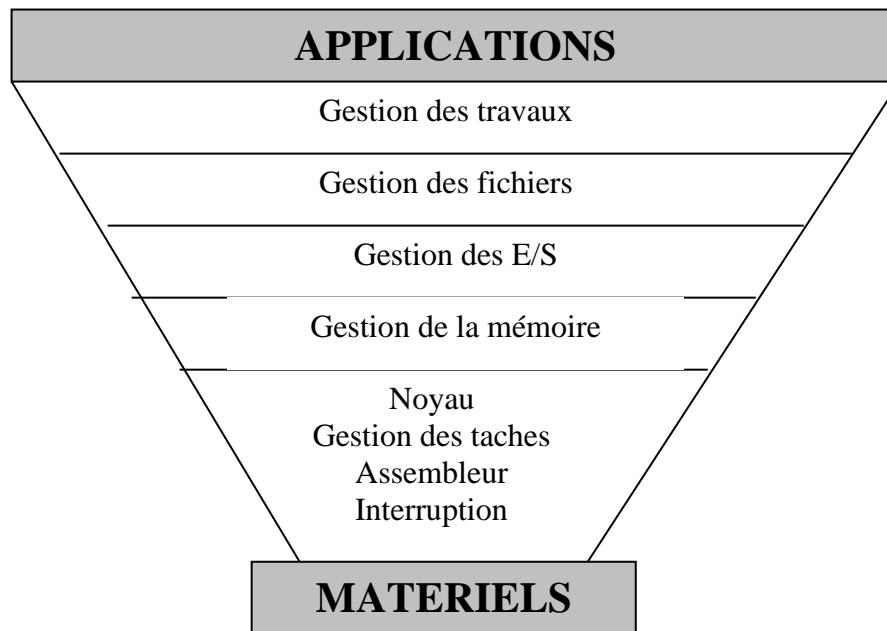 APPLICATIONS
Gestion des travaux
Gestion des fichiers
Gestion des E/S
Gestion de la mémoire
Noyau
Gestion des taches
Assembleur
Interruption
MATERIELS